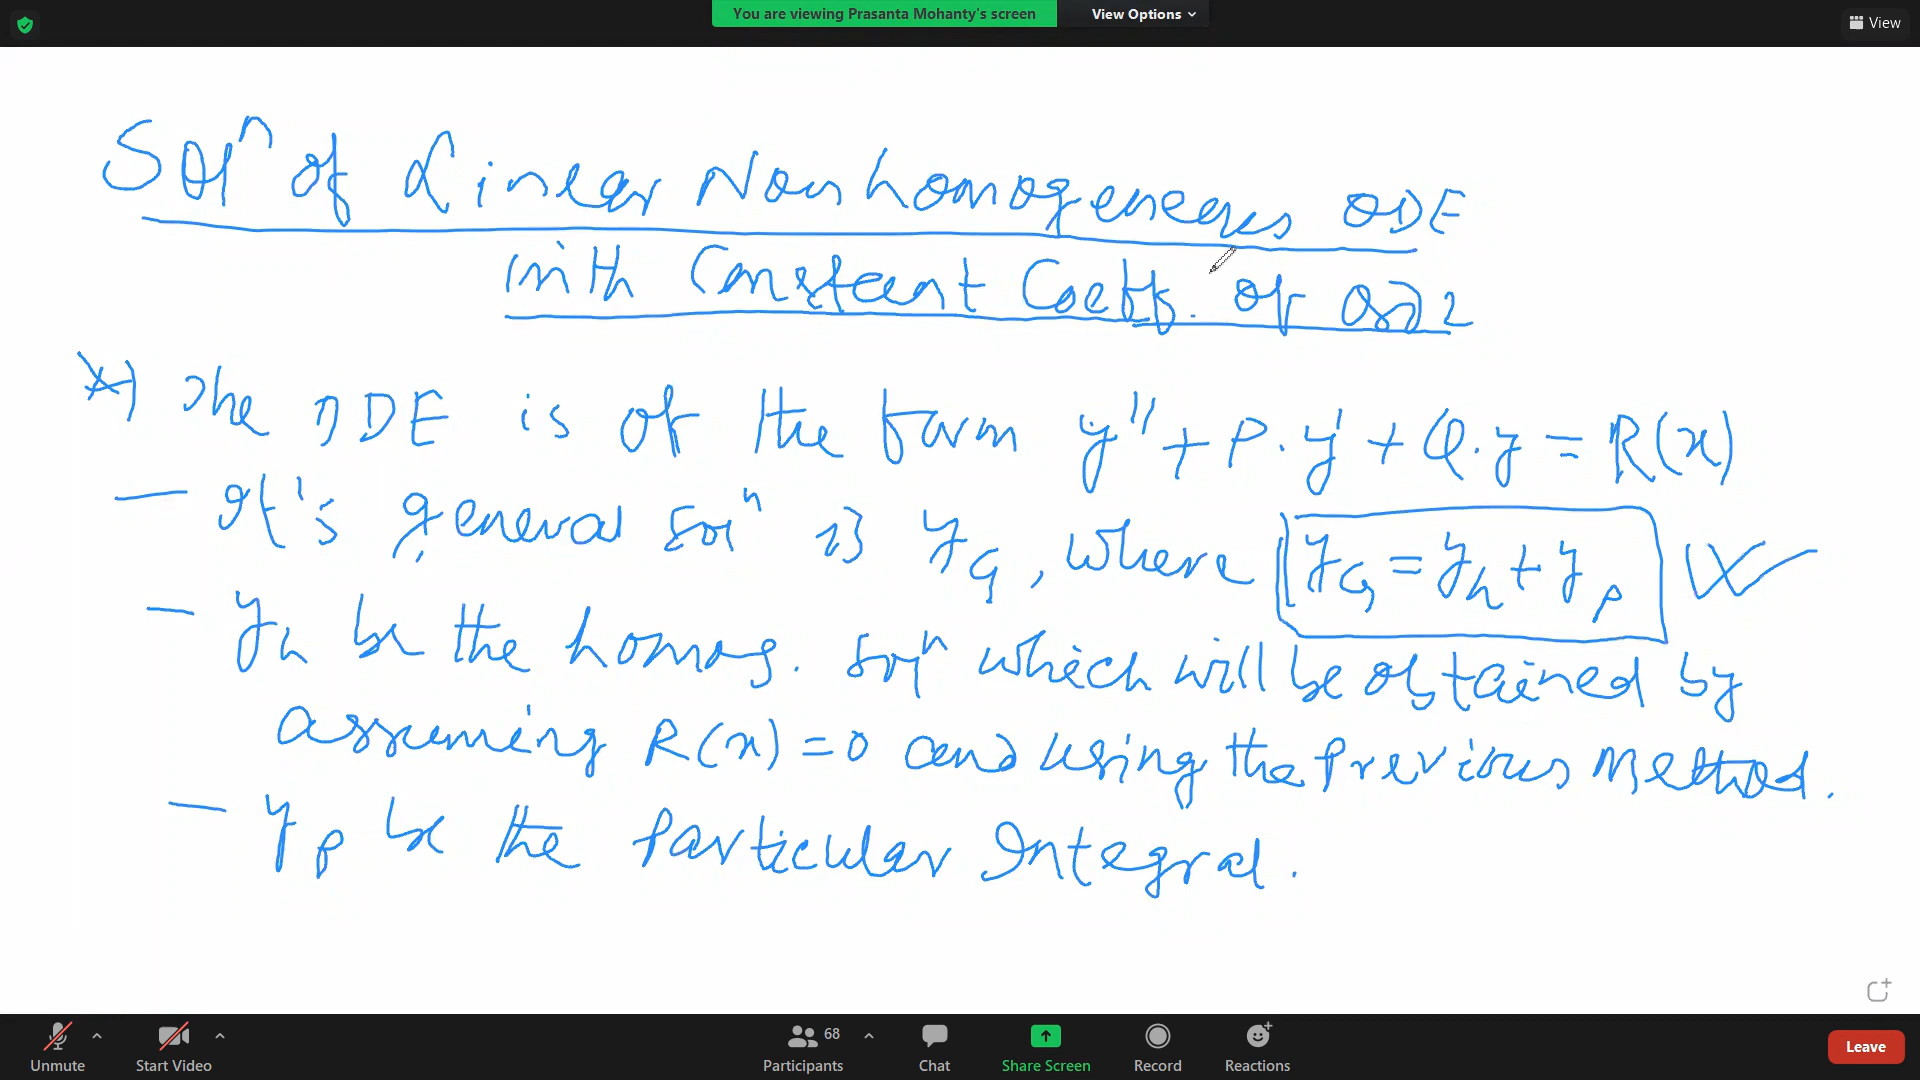 You are viewing Prasanta Mohanty's screen View Options
View
Solⁿ of Linear Nonhomogeneous ODE
with Constant Coeff. of Ord 2
*) The ODE is of the form y'' + P.y' + Q.y = R(x)
— It's general Solⁿ is y_G, where y_G = y_h + y_p
— y_h be the homog. Solⁿ which will be obtained by
assuming R(x) = 0 and using the Previous Method.
— y_p be the Particular Integral.
68
Unmute Start Video Participants Chat Share Screen Record Reactions Leave